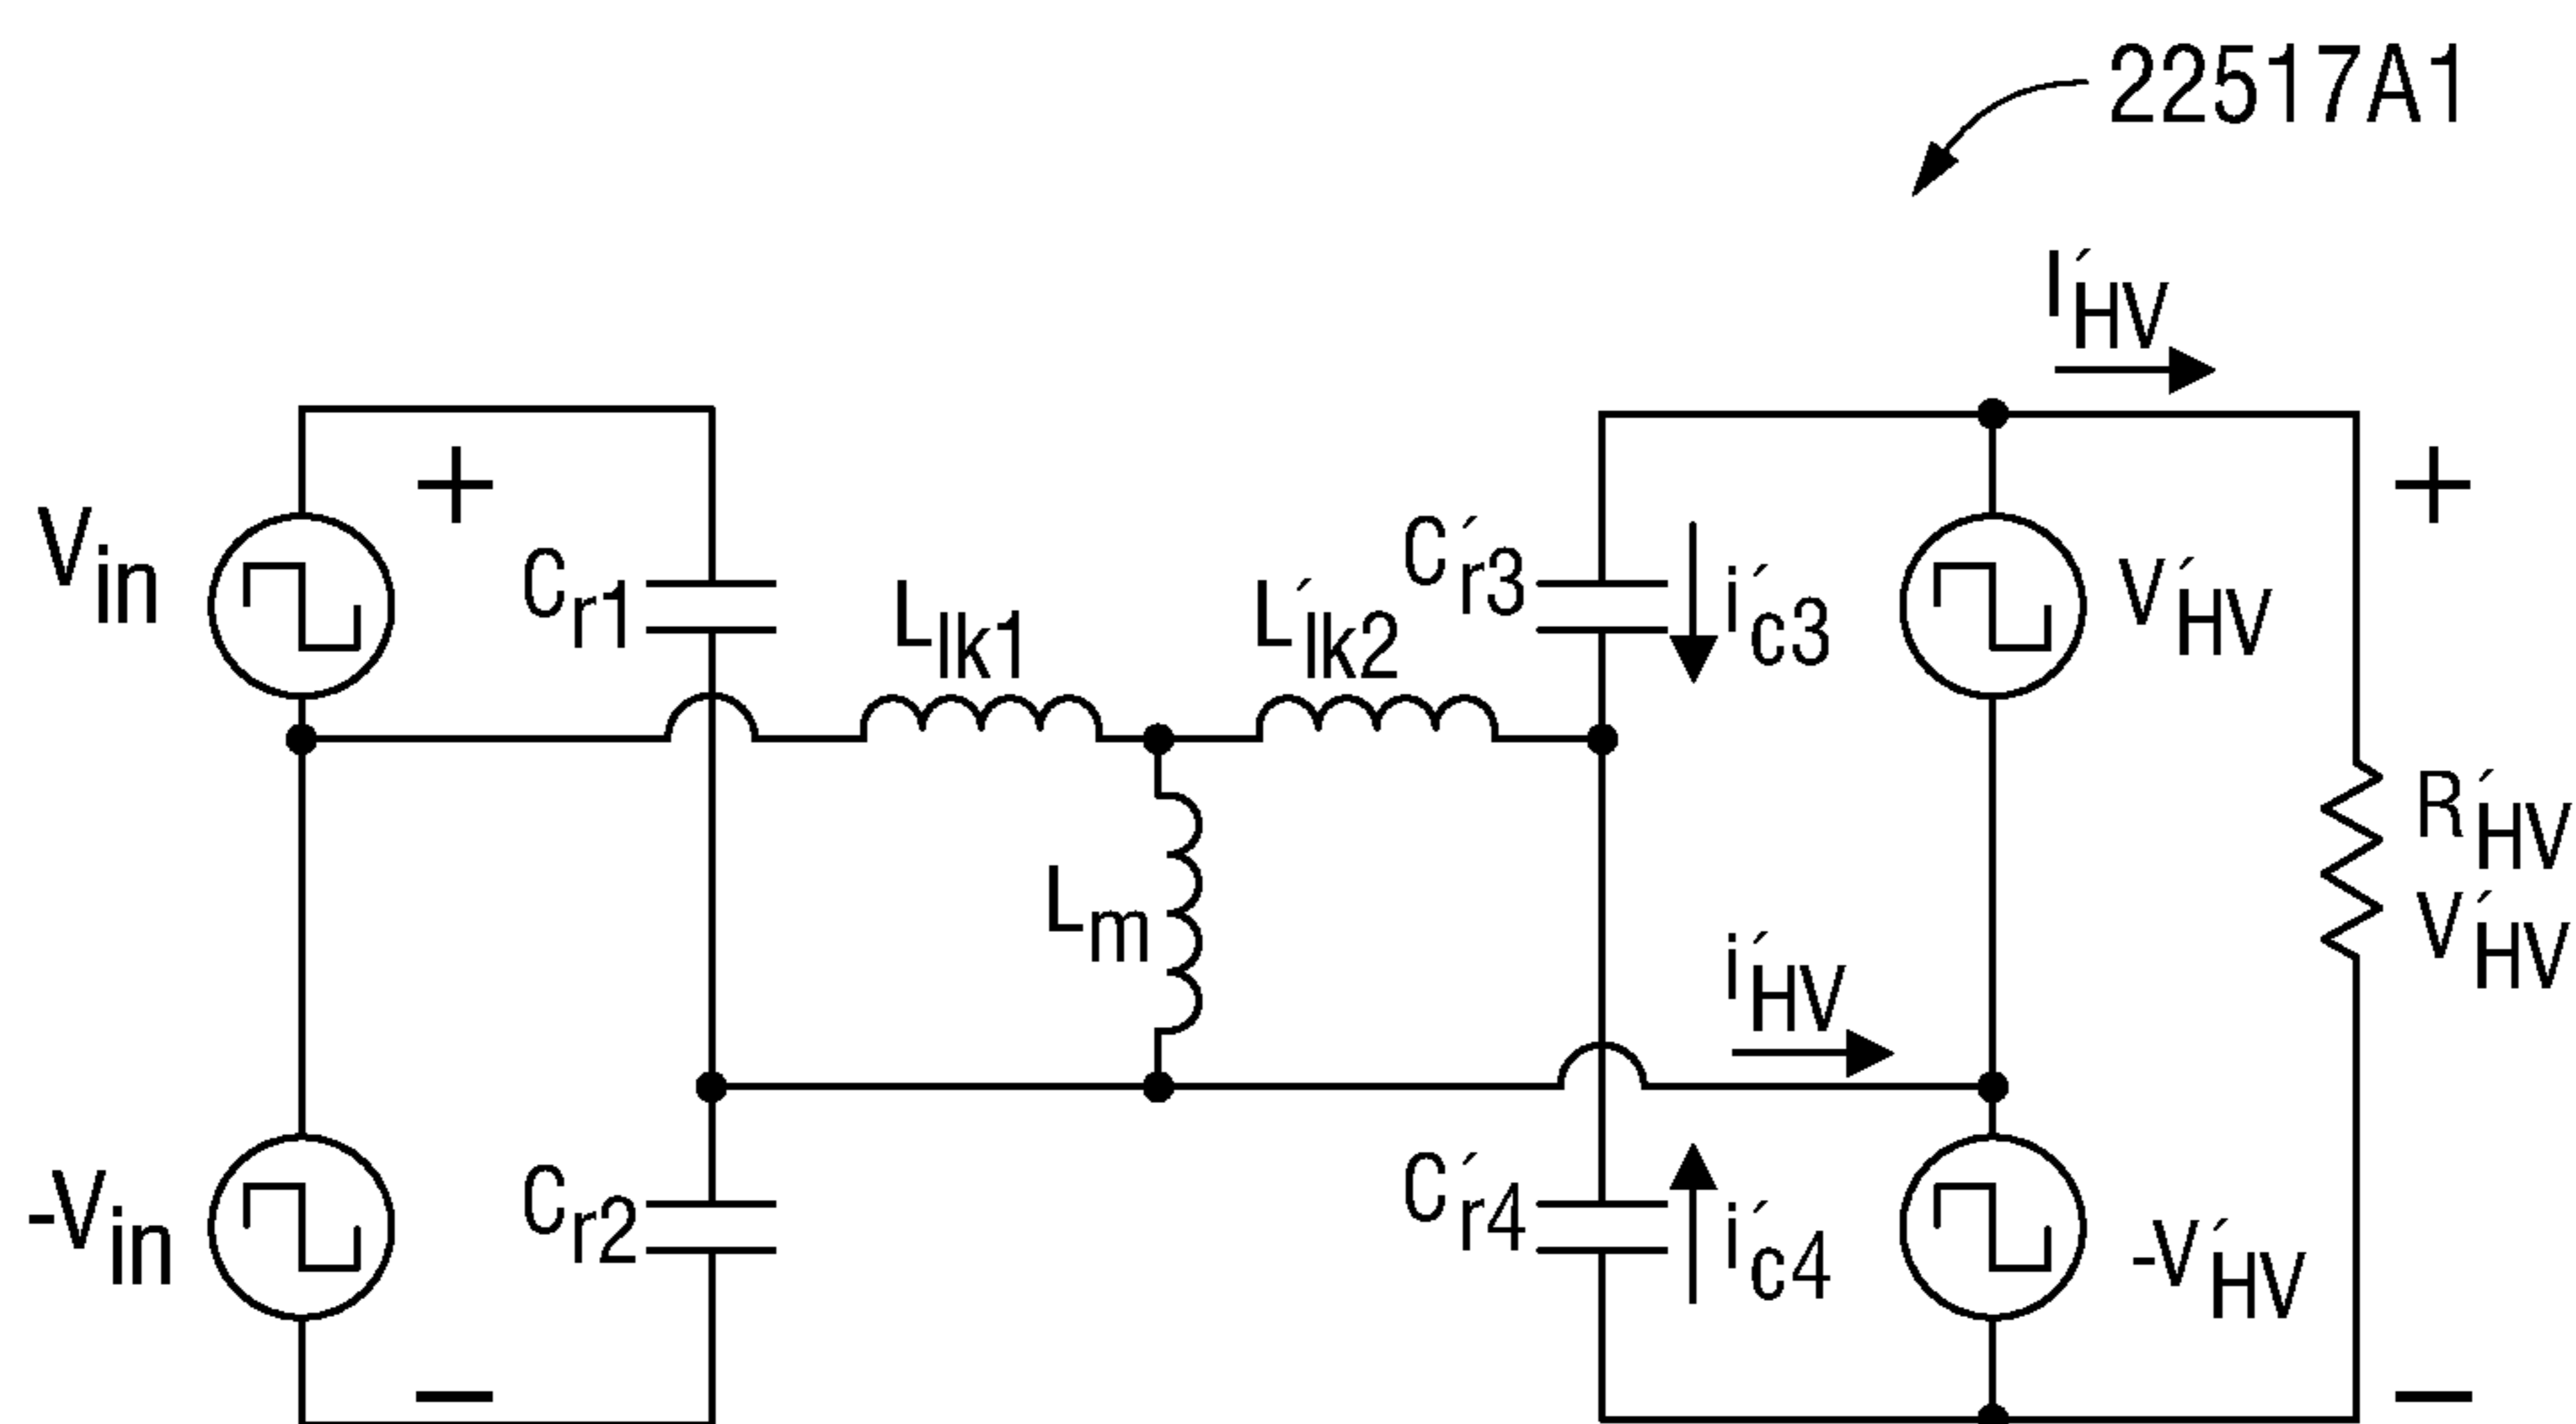 22517A1
I´HV
+
+
Vin
Cr1
Llk1
L´lk2
C´r3
i´c3
V´HV
R´HV
V´HV
Lm
i´HV
-Vin
Cr2
C´r4
i´c4
-V´HV
−
−